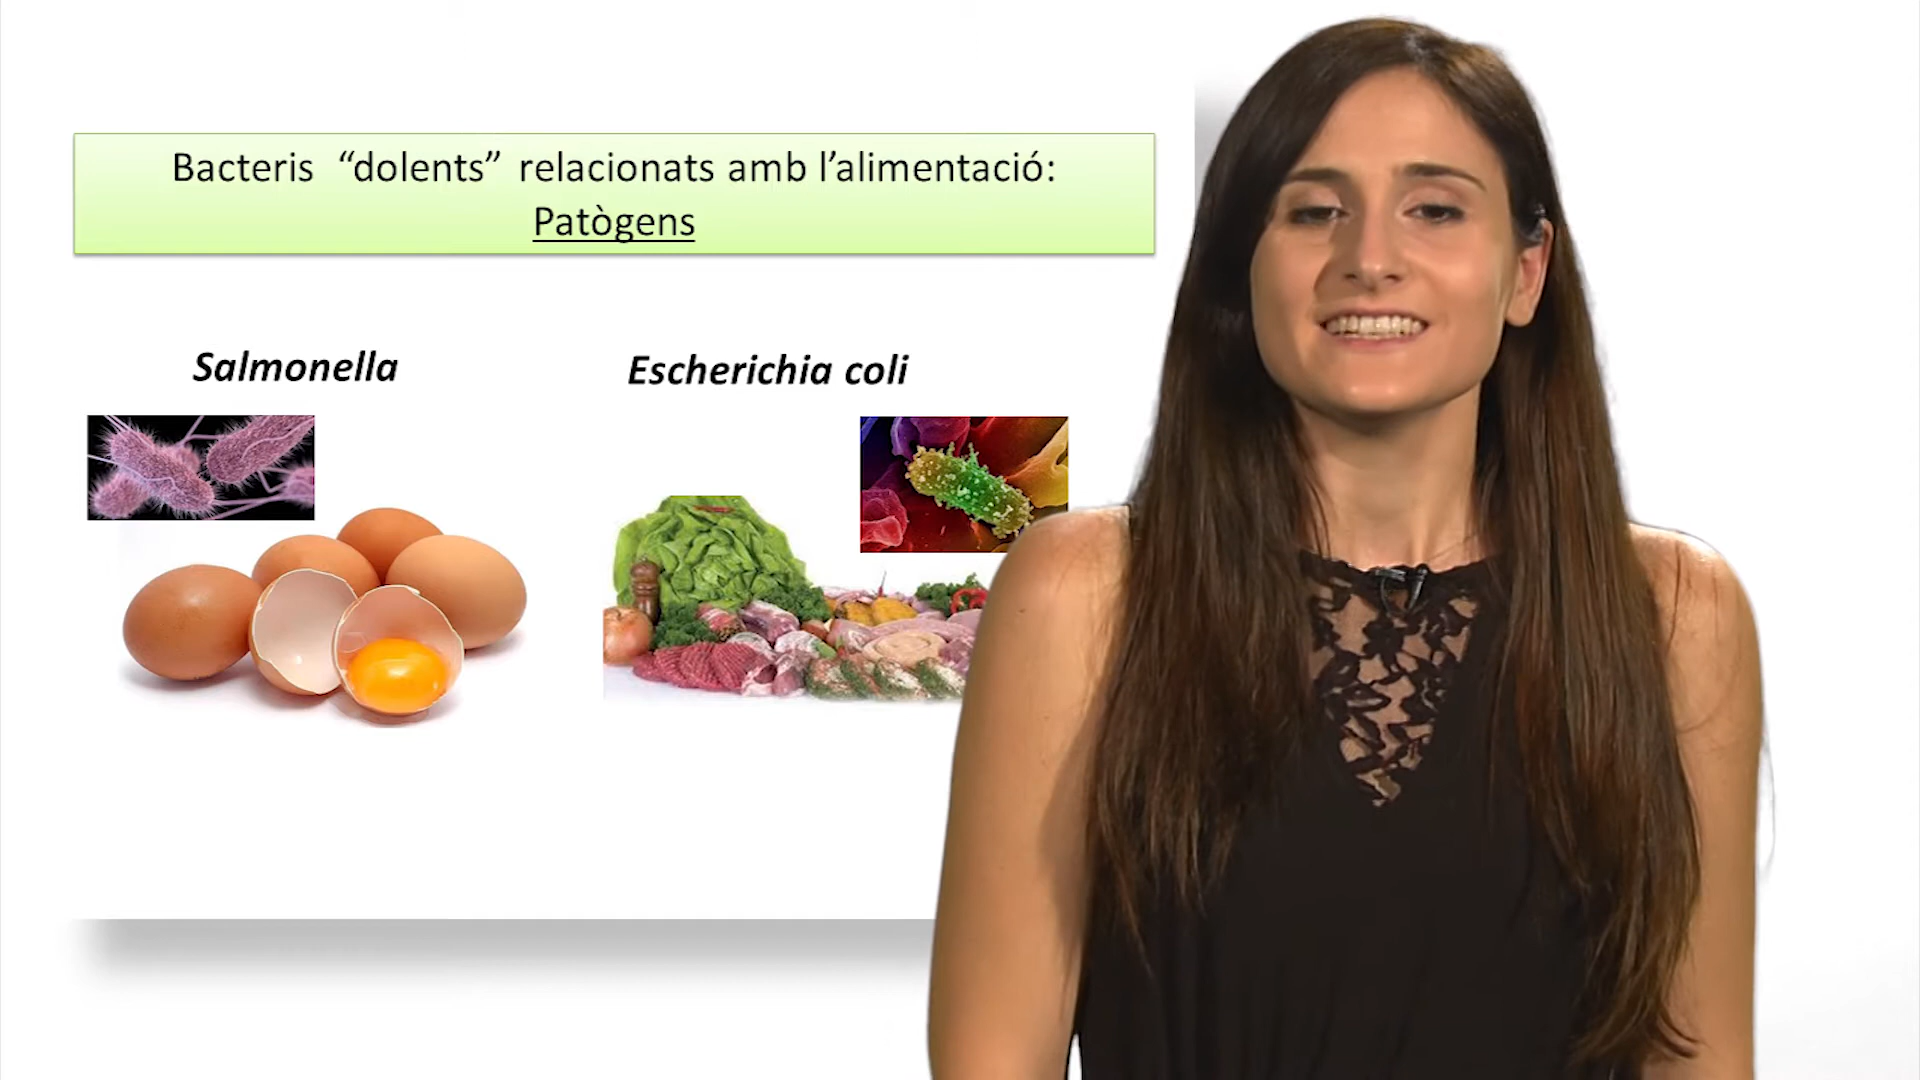 Bacteris “dolents” relacionats amb l’alimentació:
Patògens
Salmonella
Escherichia coli